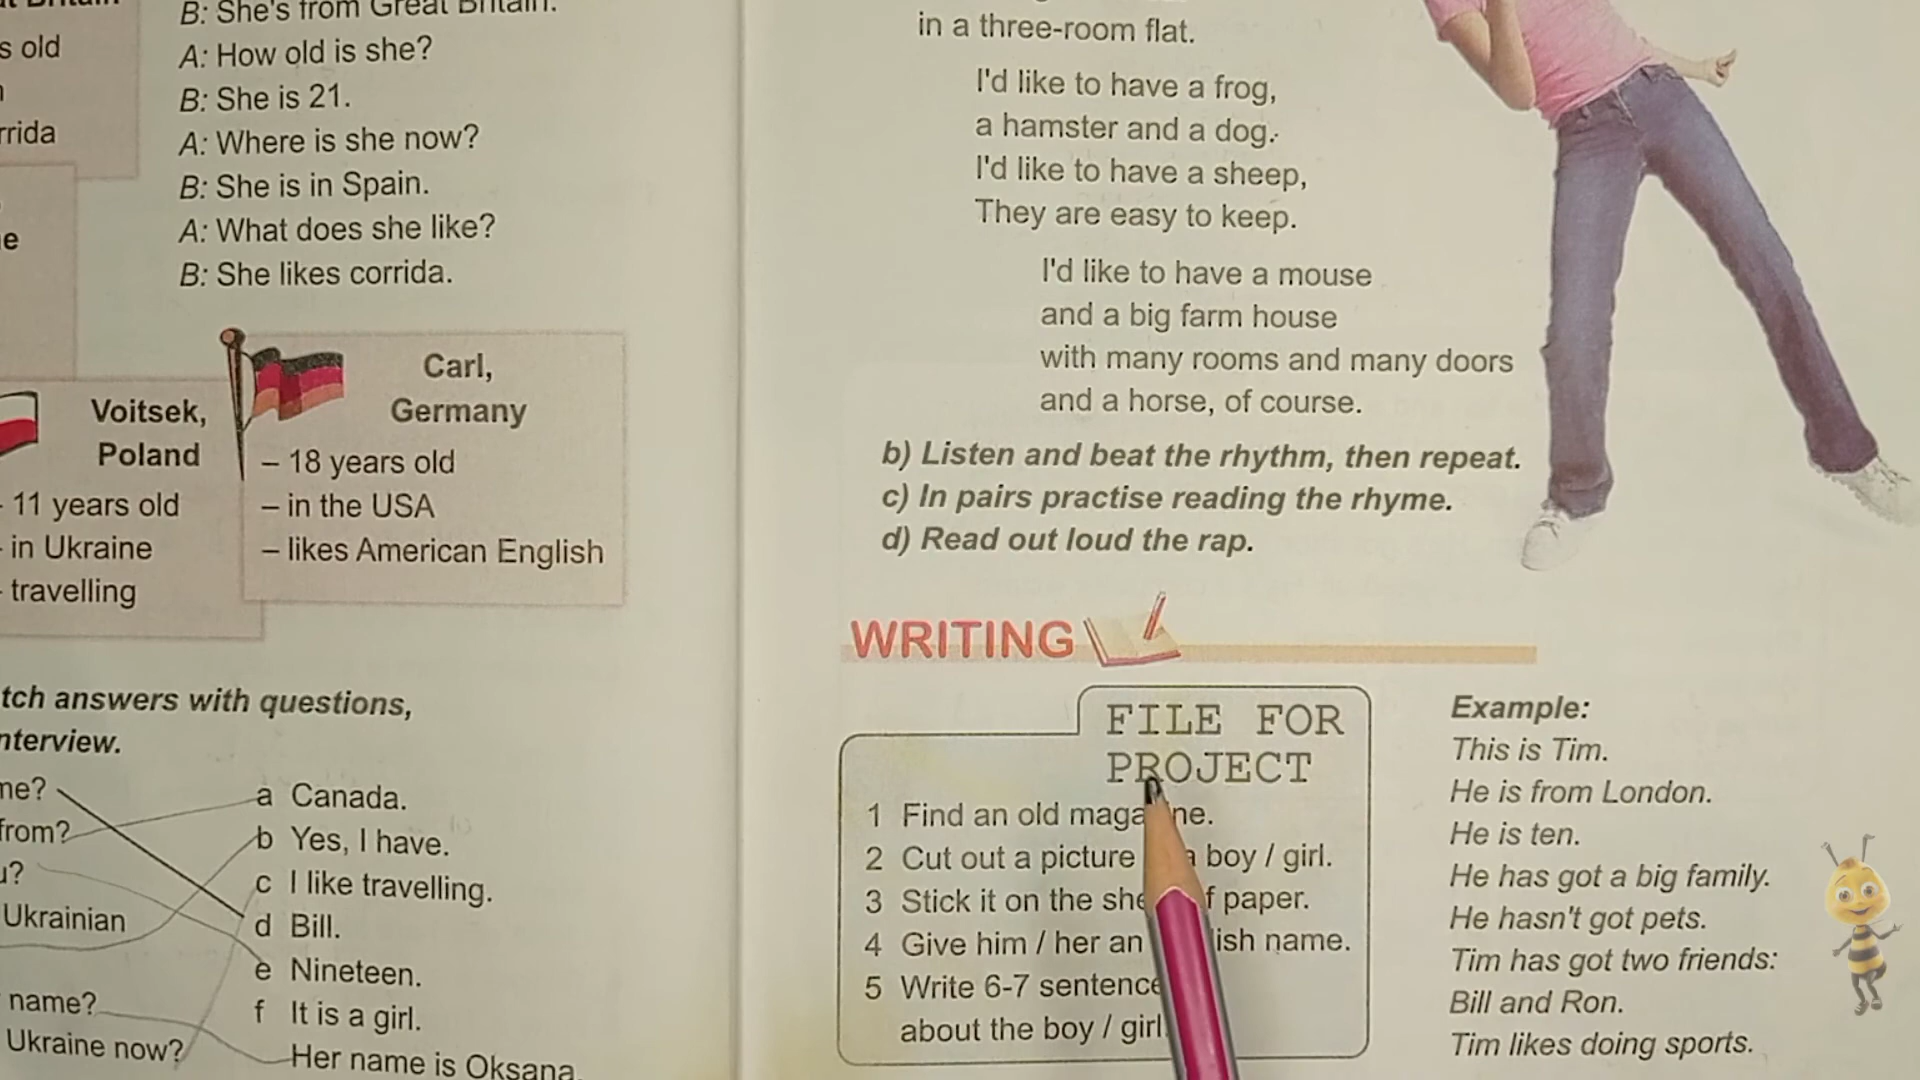 B: She's from Great Britain.
s old
A: How old is she?
B: She is 21.
rrida
A: Where is she now?
B: She is in Spain.
A: What does she like?
B: She likes corrida.
Voitsek,
Poland
- 11 years old
- in Ukraine
- travelling
Carl,
Germany
– 18 years old
– in the USA
– likes American English
tch answers with questions,
nterview.
me?
from?
u?
Ukrainian
name?
Ukraine now?
a Canada.
b Yes, I have.
c I like travelling.
d Bill.
e Nineteen.
f It is a girl.
Her name is Oksana.
in a three-room flat.
I'd like to have a frog,
a hamster and a dog.
I'd like to have a sheep,
They are easy to keep.
I'd like to have a mouse
and a big farm house
with many rooms and many doors
and a horse, of course.
b) Listen and beat the rhythm, then repeat.
c) In pairs practise reading the rhyme.
d) Read out loud the rap.
WRITING
FILE FOR
PROJECT
1 Find an old maga ne.
2 Cut out a picture a boy / girl.
3 Stick it on the she f paper.
4 Give him / her an lish name.
5 Write 6-7 sentence
about the boy / girl.
Example:
This is Tim.
He is from London.
He is ten.
He has got a big family.
He hasn't got pets.
Tim has got two friends:
Bill and Ron.
Tim likes doing sports.